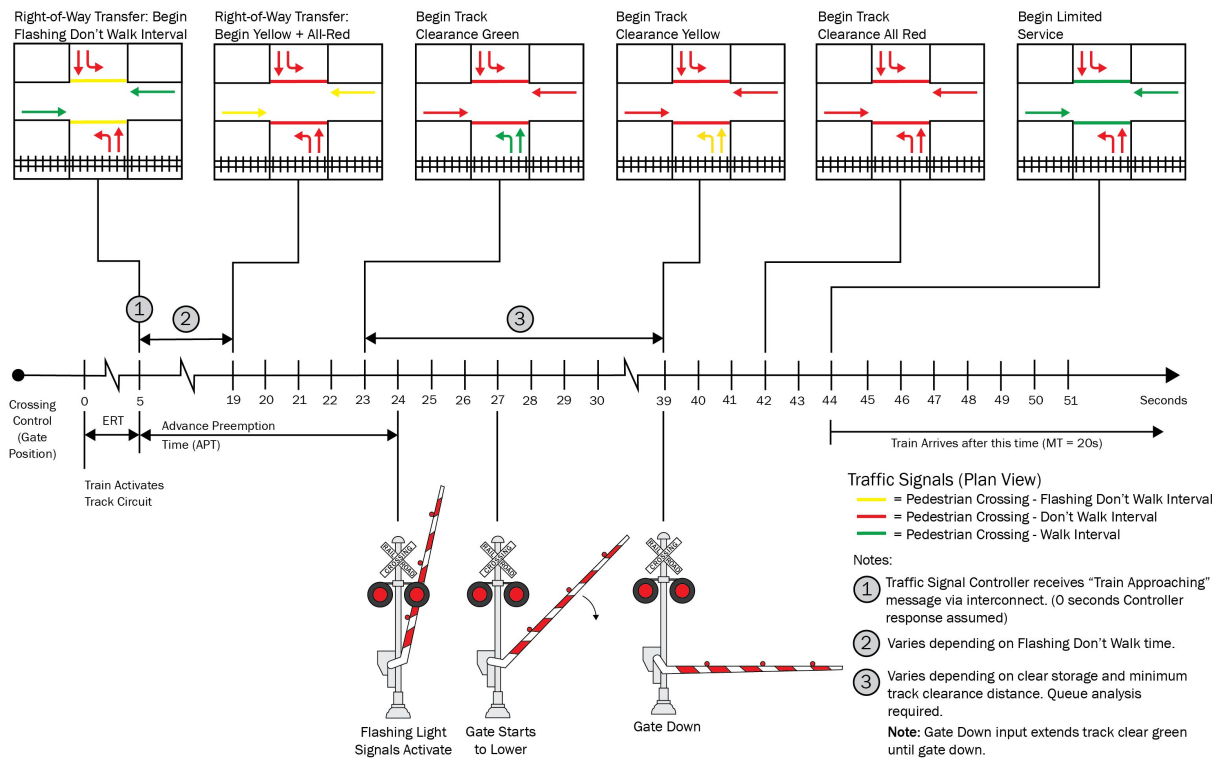 Right-of-Way Transfer: Begin
Flashing Don't Walk Interval
Right-of-Way Transfer:
Begin Yellow + All-Red
Begin Track
Clearance Green
Begin Track
Clearance Yellow
Begin Track
Clearance All Red
Begin Limited
Service
1
2
3
0 5 19 20 21 22 23 24 25 26 27 28 29 30 39 40 41 42 43 44 45 46 47 48 49 50 51 Seconds
Crossing
Control
(Gate
Position)
ERT
Advance Preemption
Time (APT)
Train Activates
Track Circuit
Train Arrives after this time (MT = 20s)
RAILROAD
CROSSING
RAILROAD
CROSSING
RAILROAD
CROSSING
Flashing Light
Signals Activate
Gate Starts
to Lower
Gate Down
Traffic Signals (Plan View)
= Pedestrian Crossing - Flashing Don't Walk Interval
= Pedestrian Crossing - Don't Walk Interval
= Pedestrian Crossing - Walk Interval
Notes:
1 Traffic Signal Controller receives “Train Approaching”
message via interconnect. (0 seconds Controller
response assumed)
2 Varies depending on Flashing Don't Walk time.
3 Varies depending on clear storage and minimum
track clearance distance. Queue analysis
required.
Note: Gate Down input extends track clear green
until gate down.